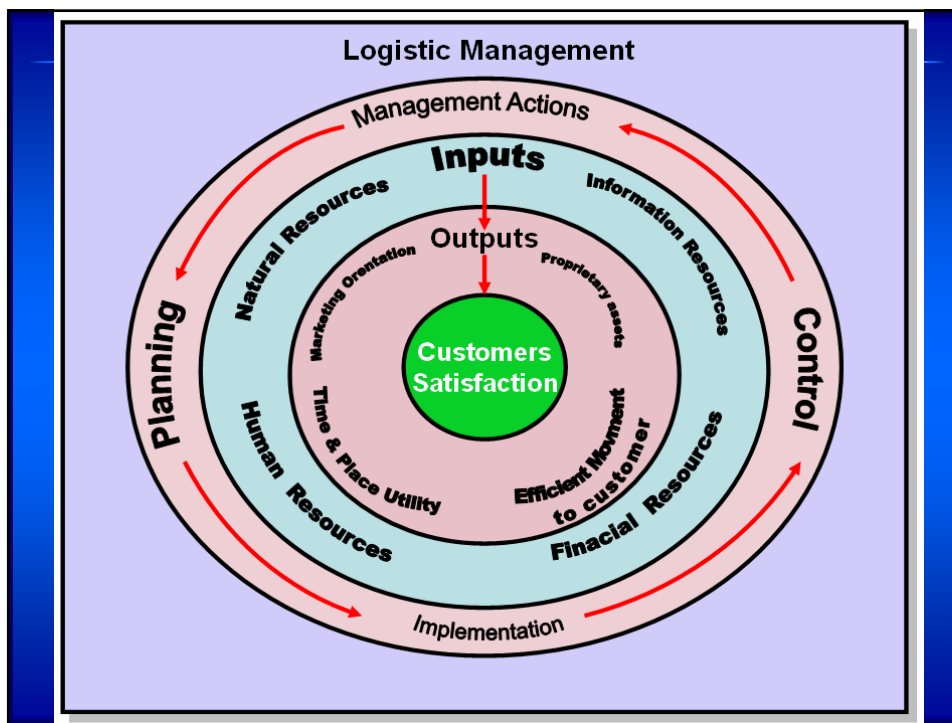 Logistic Management
Management Actions
Planning
Implementation
Control
Inputs
Natural Resources
Information Resources
Human Resources
Finacial Resources
Outputs
Marketing Orentation
Proprietary assets
Time & Place Utility
Efficient Movment
to customer
Customers
Satisfaction